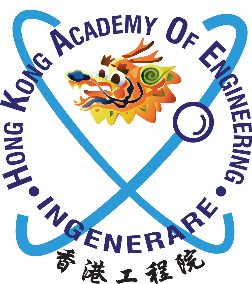 HONG KONG ACADEMY OF ENGINEERING
• INGENERARE •
香港工程院